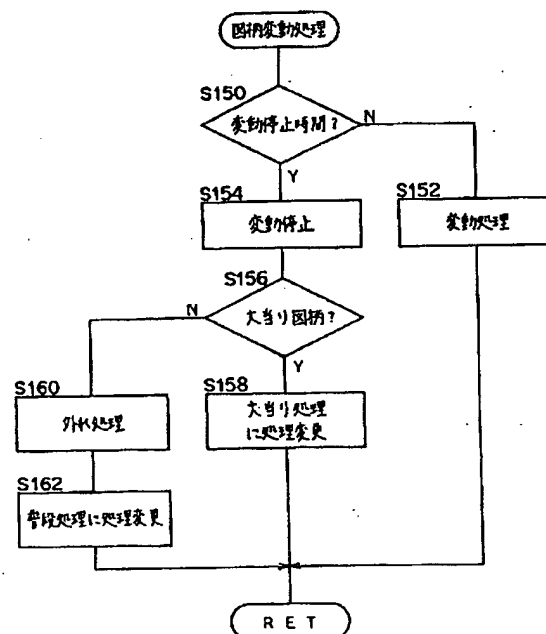 図柄変動処理
S150
変動停止時間?
N
Y
S154
変動停止
S152
変動処理
S156
大当り図柄?
N
Y
S160
外れ処理
S158
大当り処理
に処理変更
S162
普段処理に処理変更
RET